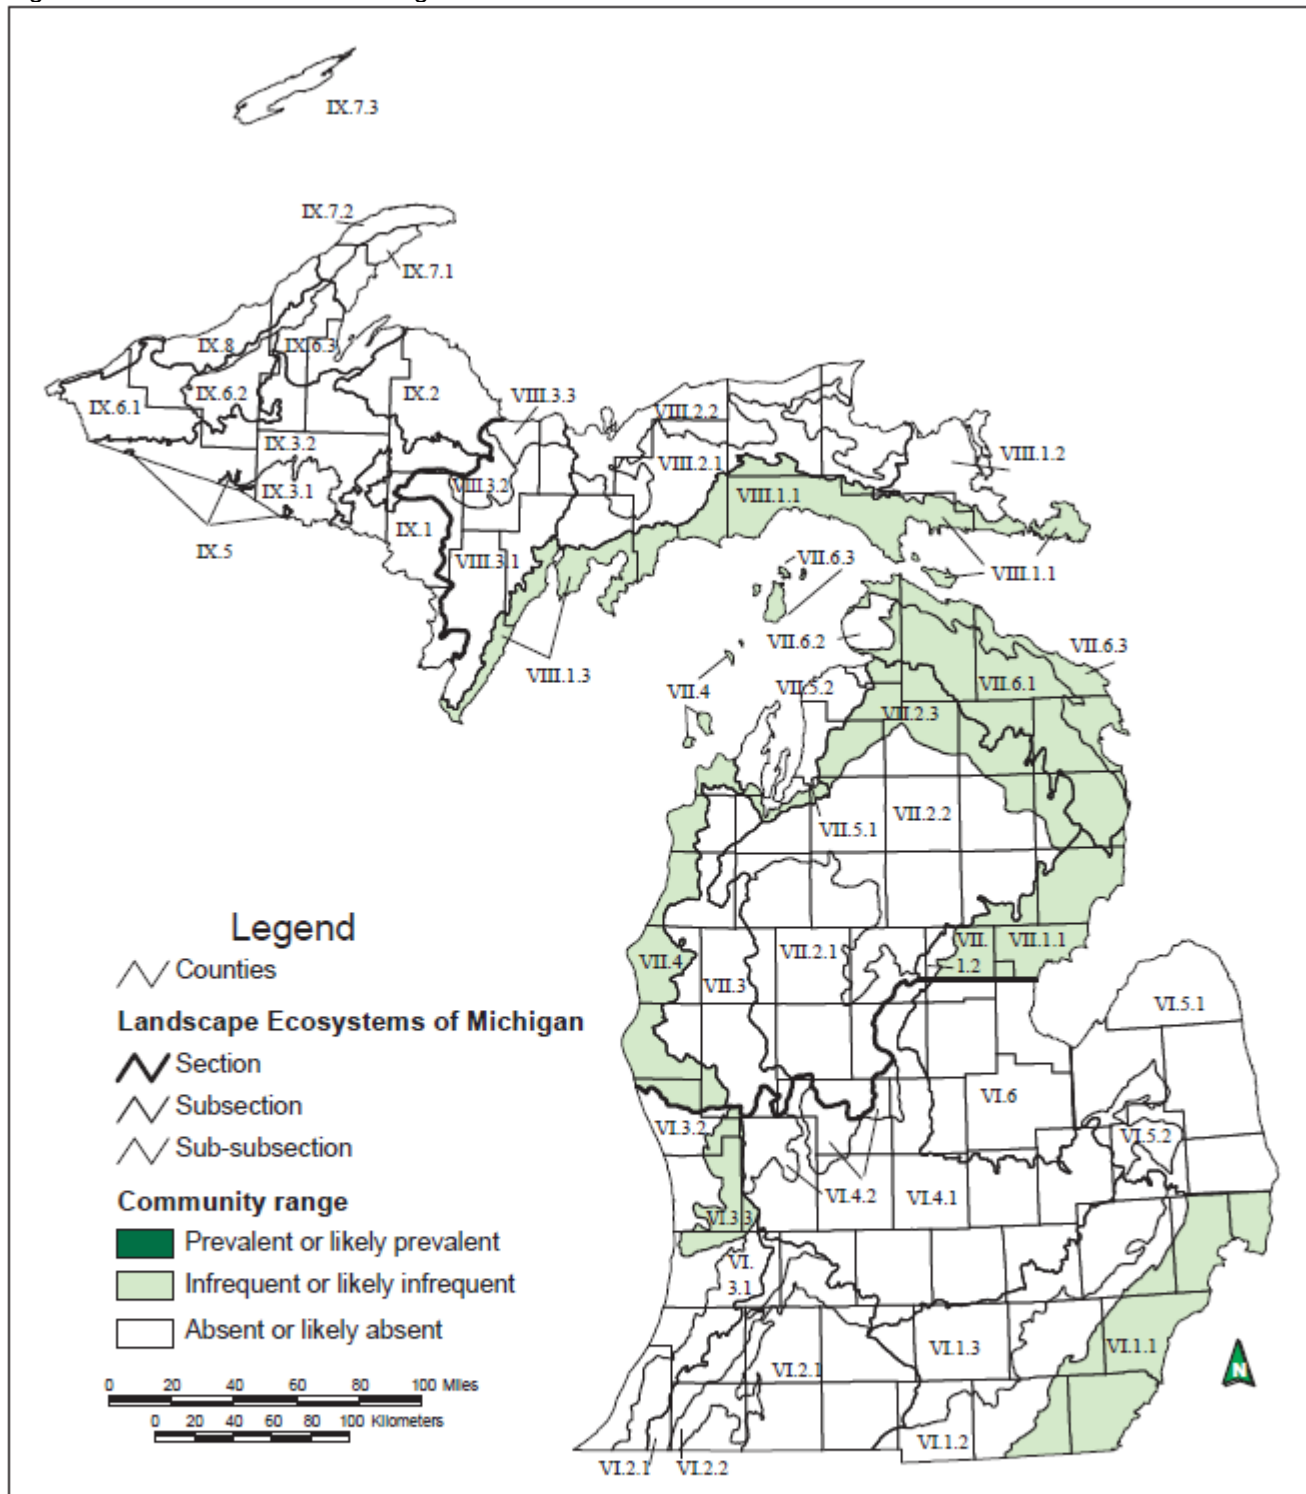 IX.7.3
IX.7.2
IX.7.1
IX.8
IX.6.3
IX.6.2
IX.6.1
IX.2
VIII.3.3
VIII.2.2
VIII.2.1
VIII.1.2
IX.3.2
IX.3.1
VIII.3.2
VIII.1.1
IX.1
IX.5
VIII.3.1
VIII.1.1
VII.6.3
VII.6.2
VII.6.3
VIII.1.3
VII.4
VII.5.2
VII.6.1
VII.2.3
VII.5.1
VII.2.2
VII.4
VII.3
VII.2.1
VII.
1.2
VII.1.1
VI.5.1
VI.6
VI.5.2
VI.3.2
VI.4.2
VI.4.1
VI.3.3
VI.
3.1
VI.1.3
VI.1.1
VI.2.1
VI.1.2
VI.2.1
VI.2.2
Legend
Counties
Landscape Ecosystems of Michigan
Section
Subsection
Sub-subsection
Community range
Prevalent or likely prevalent
Infrequent or likely infrequent
Absent or likely absent
0 20 40 60 80 100 Miles
0 20 40 60 80 100 Kilometers
N